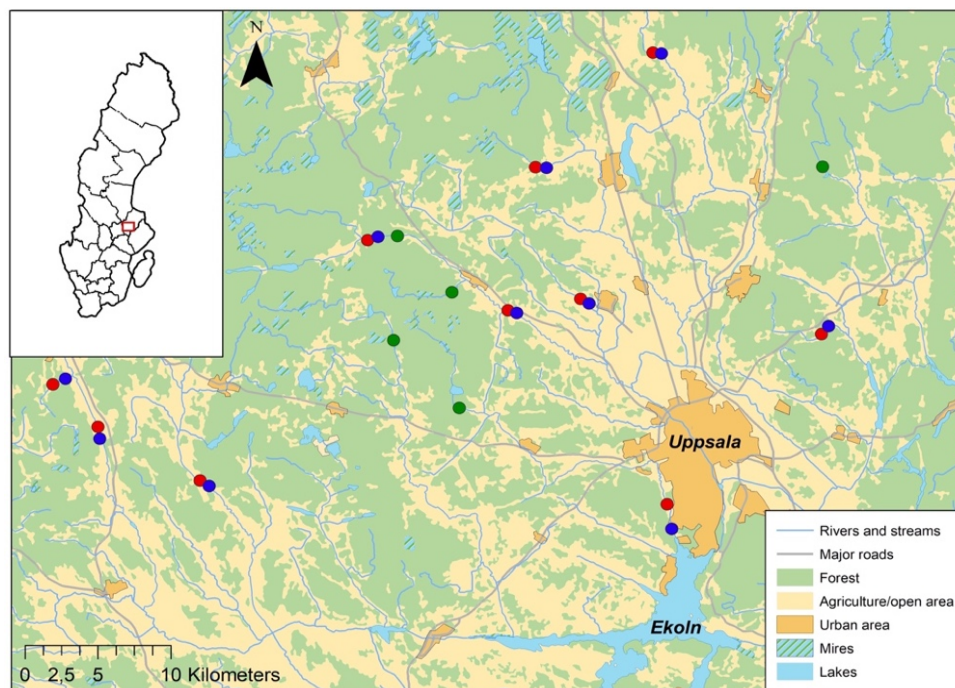 N
Uppsala
Ekoln
Rivers and streams
Major roads
Forest
Agriculture/open area
Urban area
Mires
Lakes
0 2,5 5 10 Kilometers